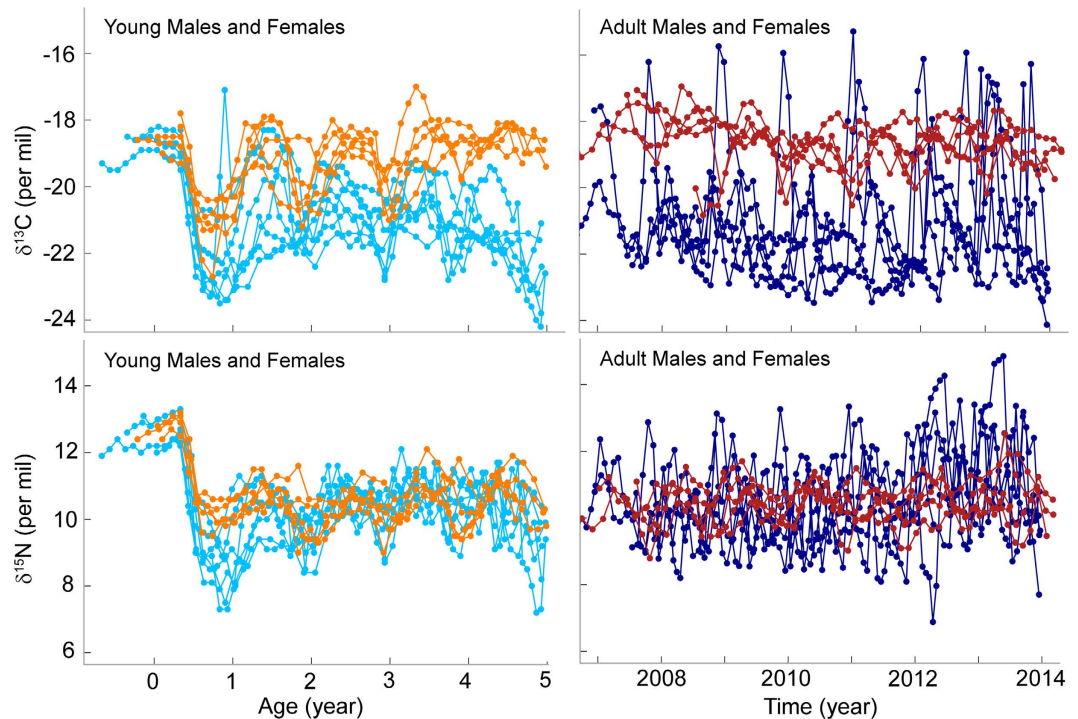 Young Males and Females
Adult Males and Females
δ¹³C (per mil)
-16
-18
-20
-22
-24
Young Males and Females
Adult Males and Females
δ¹⁵N (per mil)
14
12
10
8
6
0 1 2 3 4 5
Age (year)
2008 2010 2012 2014
Time (year)